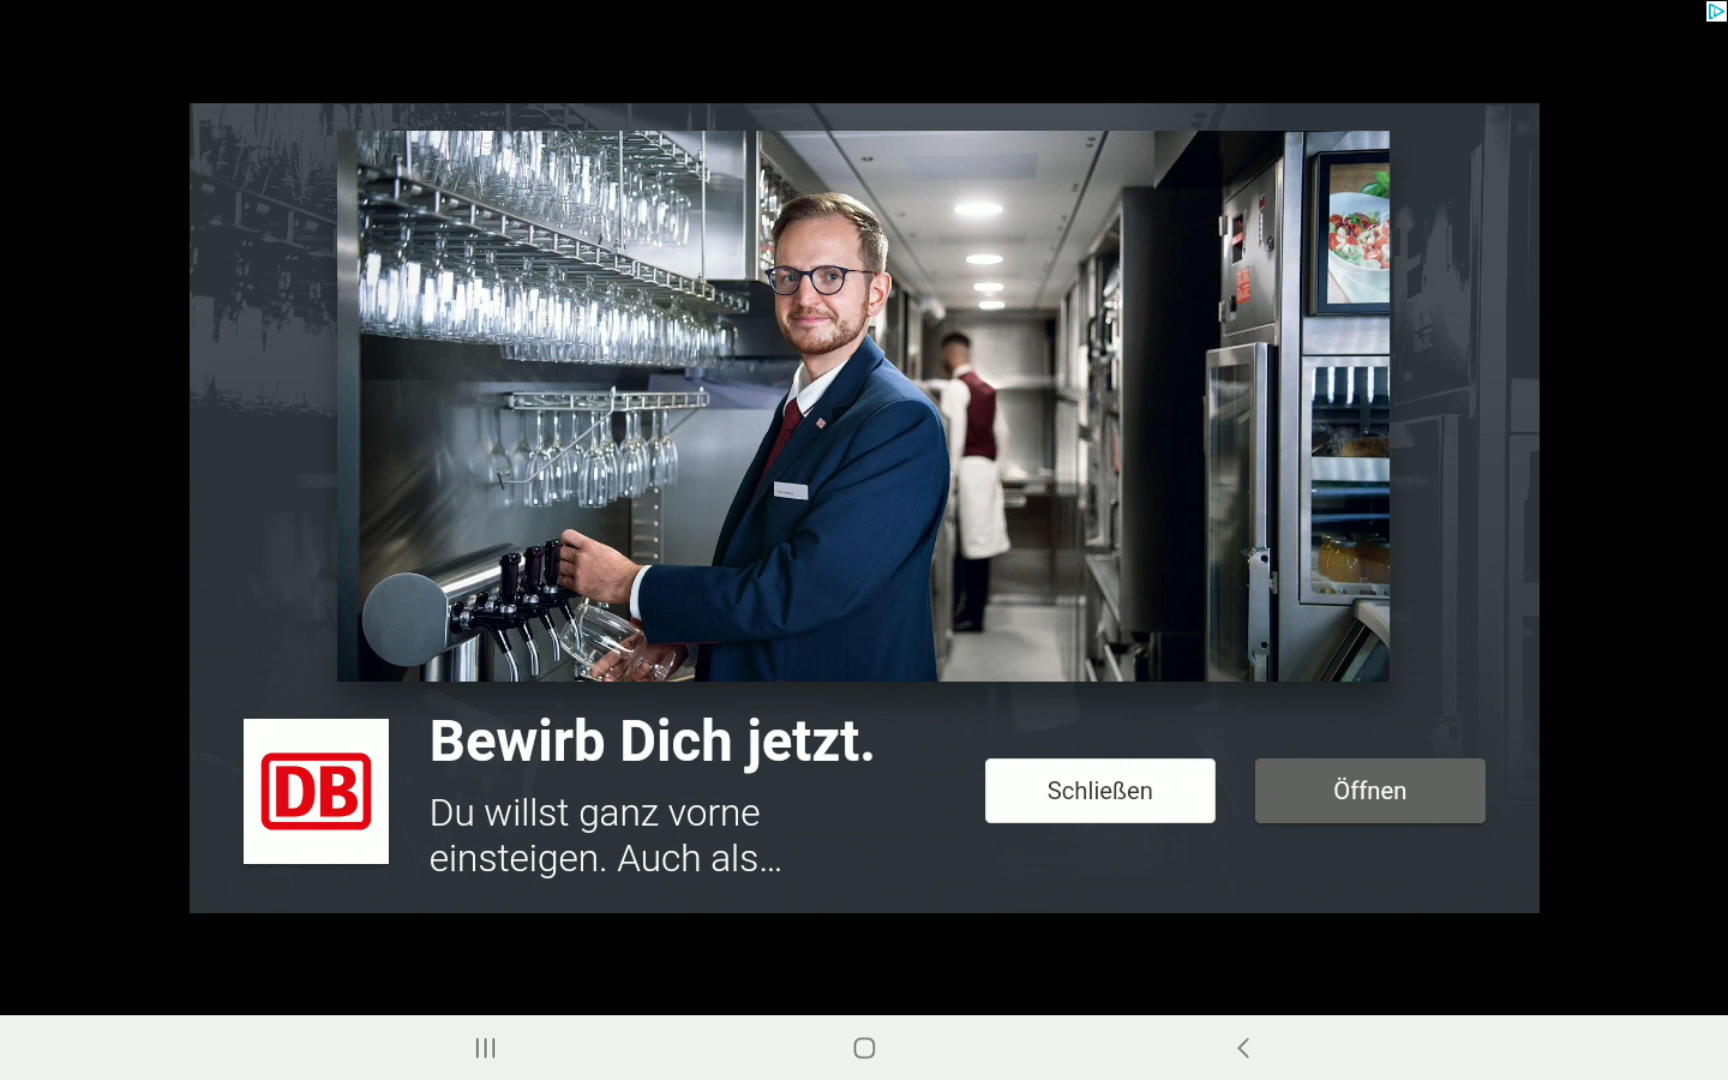 DB
Bewirb Dich jetzt.
Du willst ganz vorne
einsteigen. Auch als...
Schließen
Öffnen